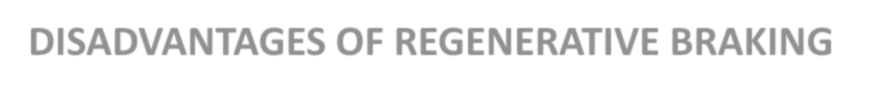 DISADVANTAGES OF REGENERATIVE BRAKING